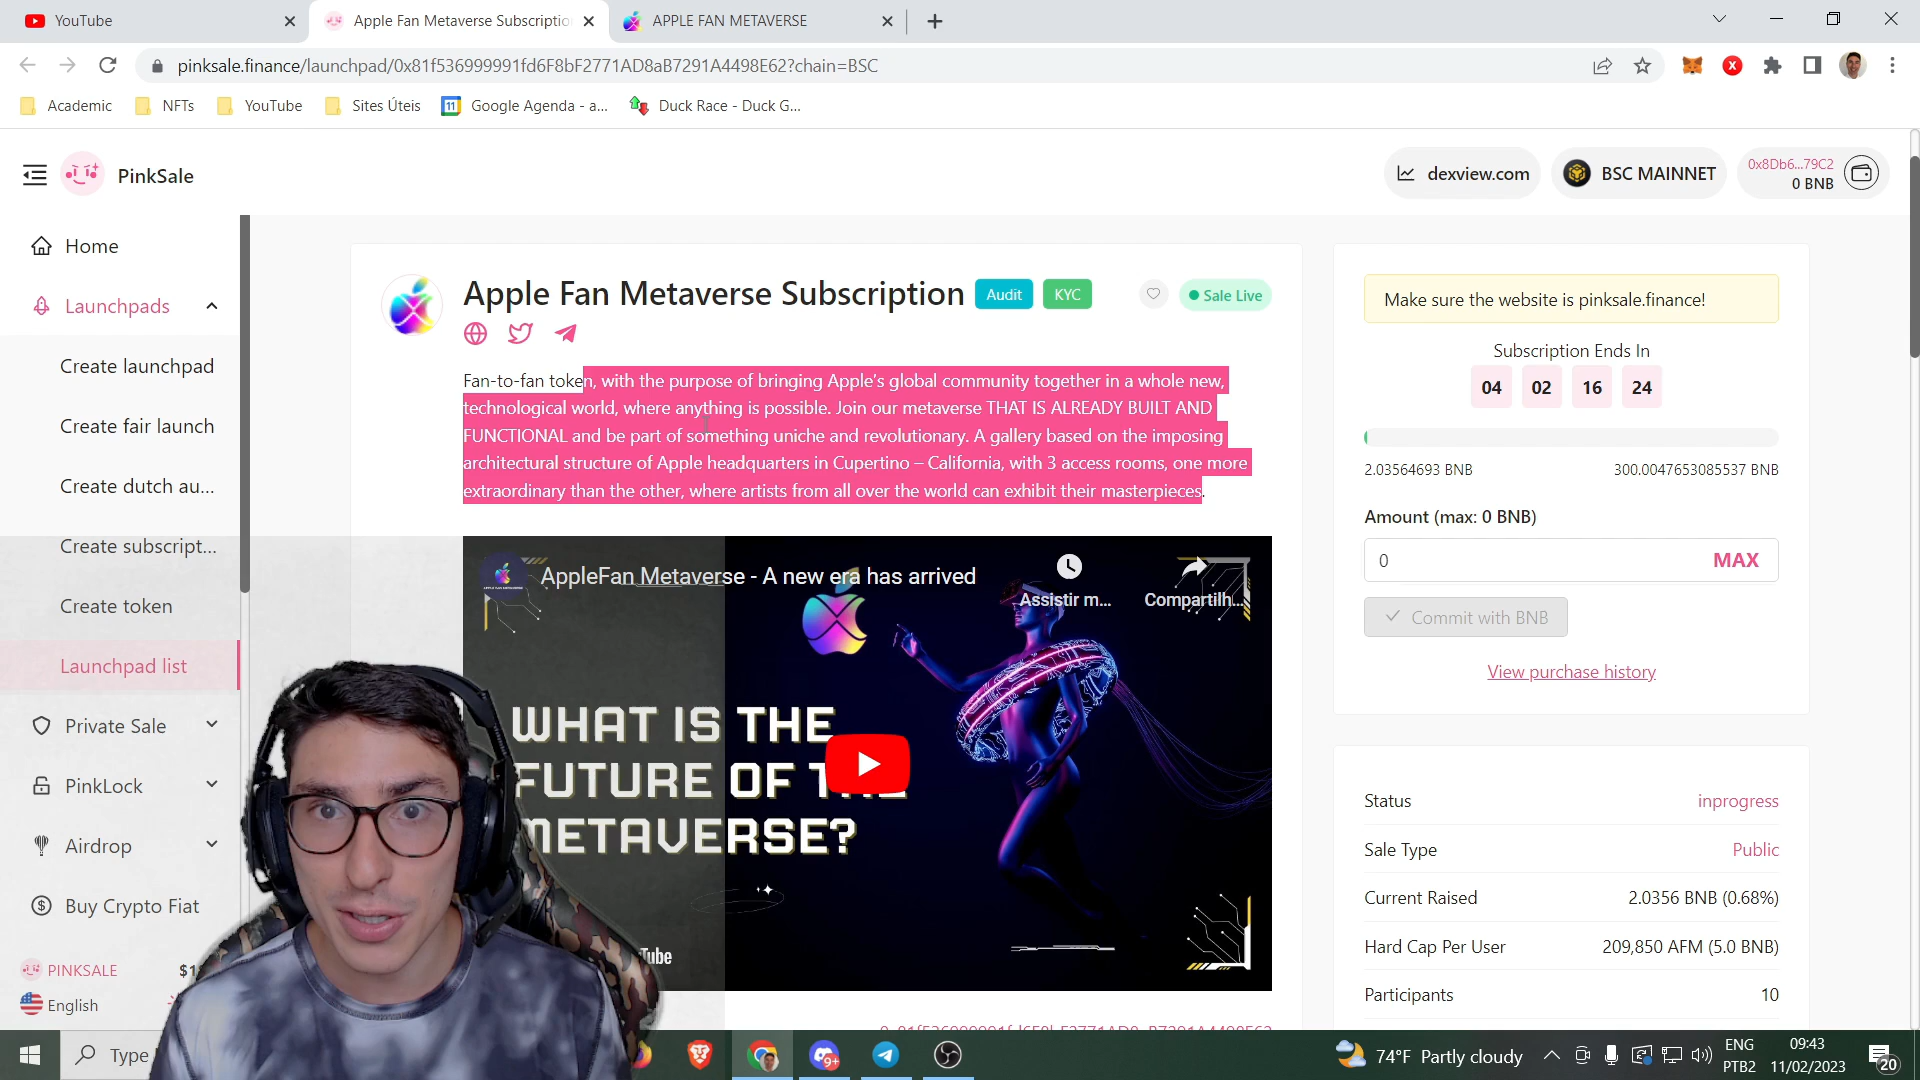 YouTube
Apple Fan Metaverse Subscriptio
APPLE FAN METAVERSE
pinksale.finance/launchpad/0x81f536999991fd6F8bF2771AD8aB7291A4498E62?chain=BSC
Academic
NFTs
YouTube
Sites Úteis
Google Agenda - a...
Duck Race - Duck G...
PinkSale
dexview.com
BSC MAINNET
0x8Db6...79C2
0 BNB
Home
Launchpads
Create launchpad
Create fair launch
Create dutch au...
Create subscript...
Create token
Launchpad list
Private Sale
PinkLock
Airdrop
Buy Crypto Fiat
PINKSALE
English
Apple Fan Metaverse Subscription
Audit
KYC
Sale Live
Fan-to-fan token, with the purpose of bringing Apple's global community together in a whole new,
technological world, where anything is possible. Join our metaverse THAT IS ALREADY BUILT AND
FUNCTIONAL and be part of something uniche and revolutionary. A gallery based on the imposing
architectural structure of Apple headquarters in Cupertino – California, with 3 access rooms, one more
extraordinary than the other, where artists from all over the world can exhibit their masterpieces.
AppleFan Metaverse - A new era has arrived
Assistir m...
Compartilh...
WHAT IS THE
FUTURE OF THE
METAVERSE?
Make sure the website is pinksale.finance!
Subscription Ends In
04 02 16 24
2.03564693 BNB
300.0047653085537 BNB
Amount (max: 0 BNB)
0
MAX
Commit with BNB
View purchase history
Status
inprogress
Sale Type
Public
Current Raised
2.0356 BNB (0.68%)
Hard Cap Per User
209,850 AFM (5.0 BNB)
Participants
10
Type
9+
74°F Partly cloudy
ENG
PTB2
09:43
11/02/2023
20